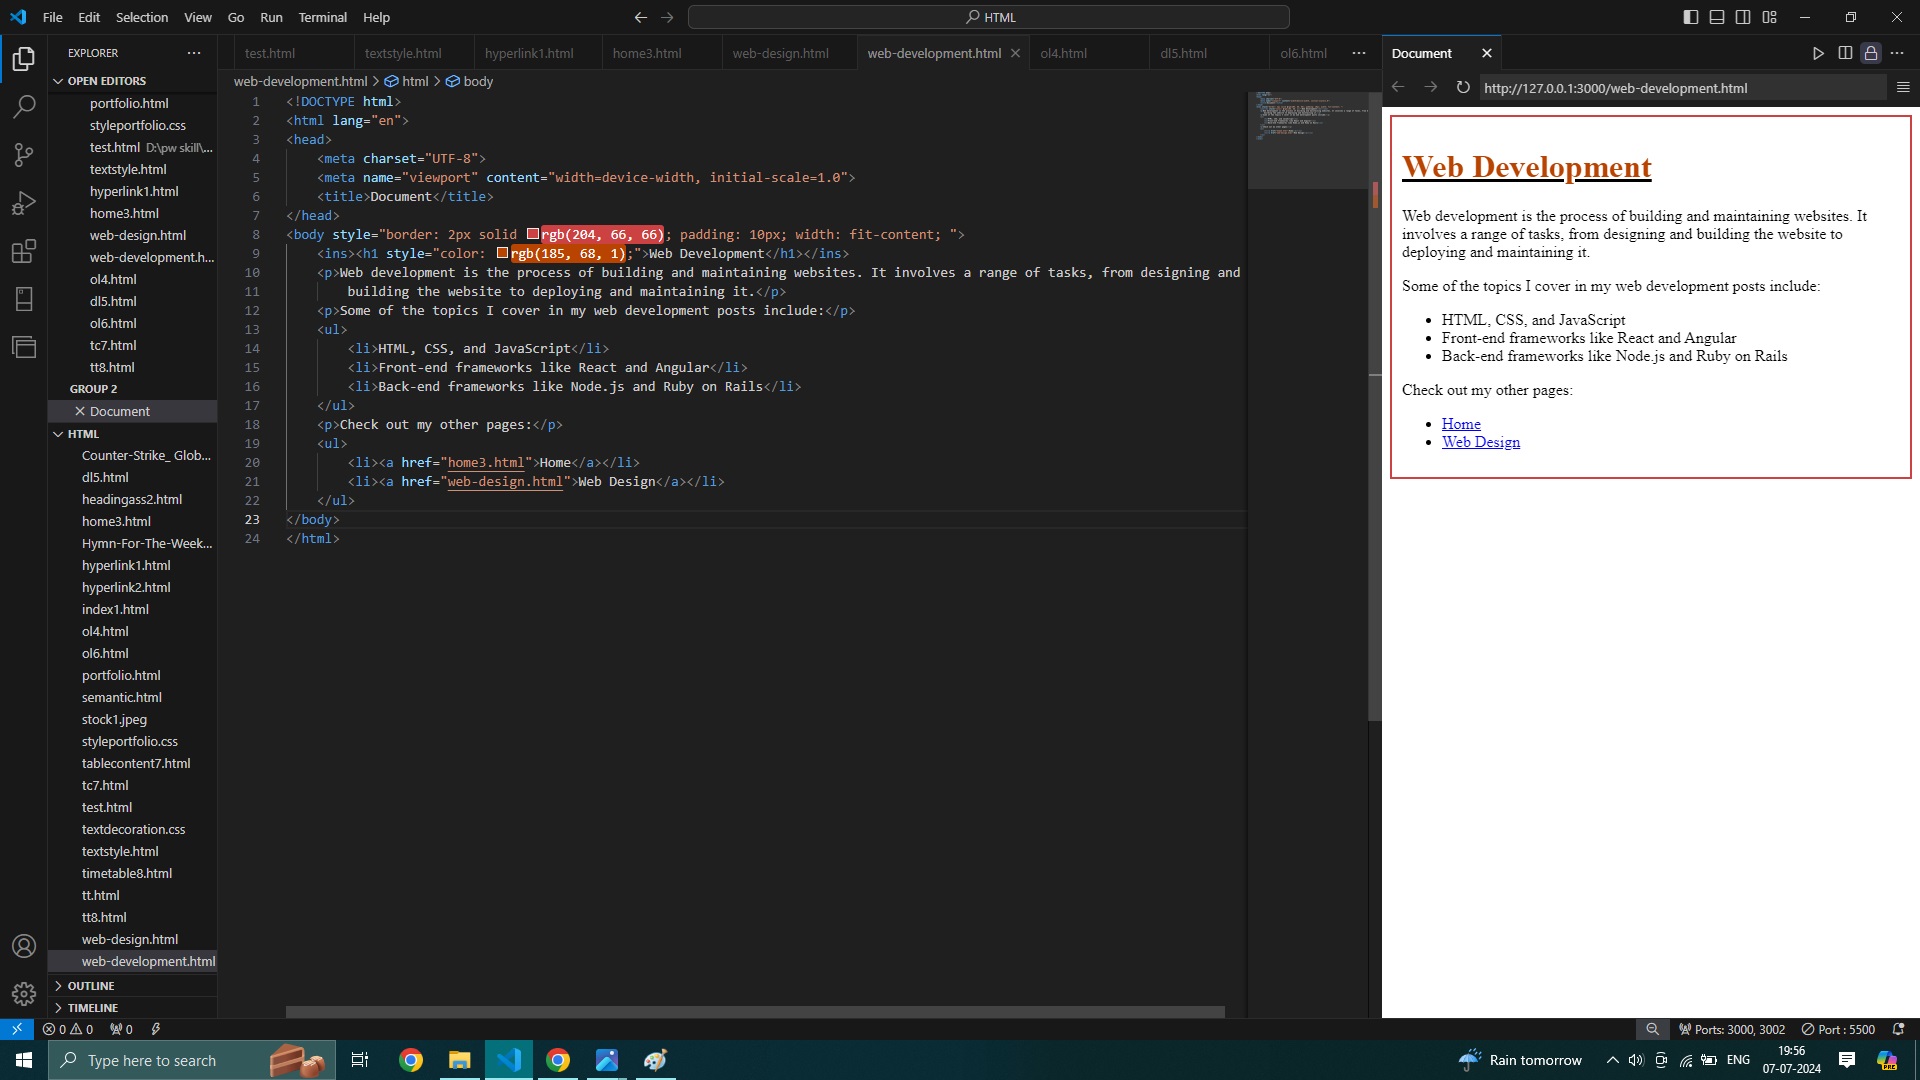 File Edit Selection View Go Run Terminal Help
HTML
EXPLORER
OPEN EDITORS
portfolio.html
styleportfolio.css
test.html D:\pw skill\...
textstyle.html
hyperlink1.html
home3.html
web-design.html
web-development.h...
ol4.html
dl5.html
ol6.html
tc7.html
tt8.html
GROUP 2
Document
HTML
Counter-Strike_ Glob...
dl5.html
headingass2.html
home3.html
Hymn-For-The-Week...
hyperlink1.html
hyperlink2.html
index1.html
ol4.html
ol6.html
portfolio.html
semantic.html
stock1.jpeg
styleportfolio.css
tablecontent7.html
tc7.html
test.html
textdecoration.css
textstyle.html
timetable8.html
tt.html
tt8.html
web-design.html
web-development.html
OUTLINE
TIMELINE
test.html textstyle.html hyperlink1.html home3.html web-design.html web-development.html ol4.html dl5.html ol6.html
web-development.html > html > body
1 <!DOCTYPE html>
2 <html lang="en">
3 <head>
4 <meta charset="UTF-8">
5 <meta name="viewport" content="width=device-width, initial-scale=1.0">
6 <title>Document</title>
7 </head>
8 <body style="border: 2px solid rgb(204, 66, 66); padding: 10px; width: fit-content; ">
9 <ins><h1 style="color: rgb(185, 68, 1);">Web Development</h1></ins>
10 <p>Web development is the process of building and maintaining websites. It involves a range of tasks, from designing and
11 building the website to deploying and maintaining it.</p>
12 <p>Some of the topics I cover in my web development posts include:</p>
13 <ul>
14 <li>HTML, CSS, and JavaScript</li>
15 <li>Front-end frameworks like React and Angular</li>
16 <li>Back-end frameworks like Node.js and Ruby on Rails</li>
17 </ul>
18 <p>Check out my other pages:</p>
19 <ul>
20 <li><a href="home3.html">Home</a></li>
21 <li><a href="web-design.html">Web Design</a></li>
22 </ul>
23 </body>
24 </html>
Document
http://127.0.0.1:3000/web-development.html
Web Development
Web development is the process of building and maintaining websites. It
involves a range of tasks, from designing and building the website to
deploying and maintaining it.
Some of the topics I cover in my web development posts include:
• HTML, CSS, and JavaScript
• Front-end frameworks like React and Angular
• Back-end frameworks like Node.js and Ruby on Rails
Check out my other pages:
• Home
• Web Design
0 0 0 Ports: 3000, 3002 Port : 5500
Type here to search
Rain tomorrow
ENG
19:56
07-07-2024
PRE